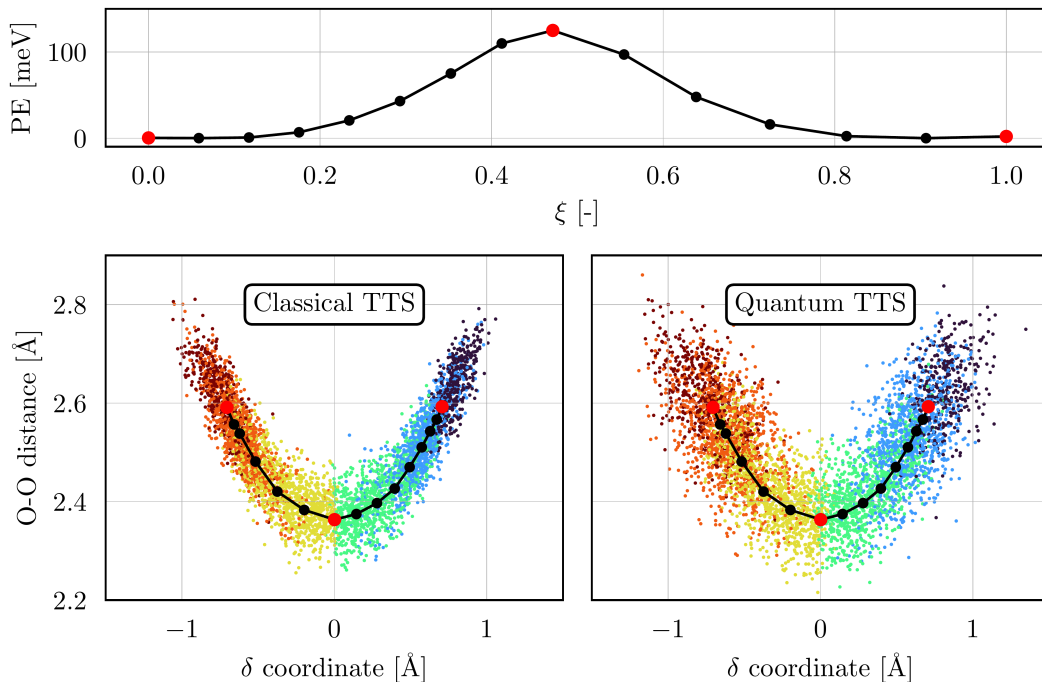 PE [meV]
100
0
0.0 0.2 0.4 0.6 0.8 1.0
ξ [-]
O-O distance [Å]
2.8
2.6
2.4
2.2
Classical TTS
Quantum TTS
−1 0 1
−1 0 1
δ coordinate [Å]
δ coordinate [Å]